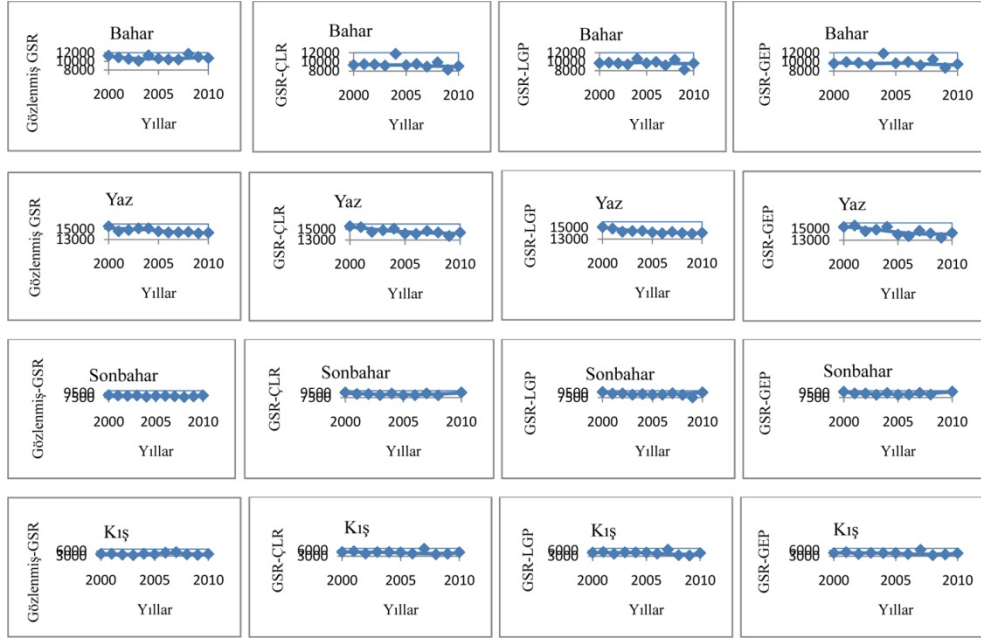 Gözlenmiş GSR
Bahar
12000
10000
8000
2000 2005 2010
Yıllar
GSR-ÇLR
Bahar
12000
10000
8000
2000 2005 2010
Yıllar
GSR-LGP
Bahar
12000
10000
8000
2000 2005 2010
Yıllar
GSR-GEP
Bahar
12000
10000
8000
2000 2005 2010
Yıllar
Gözlenmiş GSR
Yaz
15000
13000
2000 2005 2010
Yıllar
GSR-ÇLR
Yaz
15000
13000
2000 2005 2010
Yıllar
GSR-LGP
Yaz
15000
13000
2000 2005 2010
Yıllar
GSR-GEP
Yaz
15000
13000
2000 2005 2010
Yıllar
Gözlenmiş-GSR
Sonbahar
9500
7500
2000 2005 2010
Yıllar
GSR-ÇLR
Sonbahar
9500
7500
2000 2005 2010
Yıllar
GSR-LGP
Sonbahar
9500
7500
2000 2005 2010
Yıllar
GSR-GEP
Sonbahar
9500
7500
2000 2005 2010
Yıllar
Gözlenmiş-GSR
Kış
6000
3000
2000 2005 2010
Yıllar
GSR-ÇLR
Kış
6000
3000
2000 2005 2010
Yıllar
GSR-LGP
Kış
6000
3000
2000 2005 2010
Yıllar
GSR-GEP
Kış
6000
3000
2000 2005 2010
Yıllar